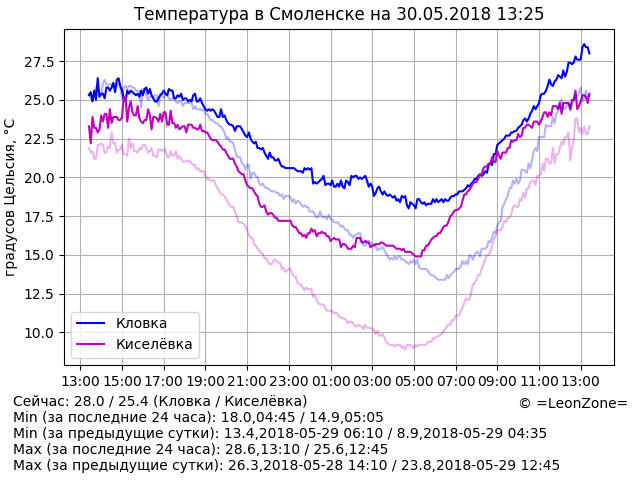 Температура в Смоленске на 30.05.2018 13:25
градусов Цельсия, °C
27.5
25.0
22.5
20.0
17.5
15.0
12.5
10.0
Кловка
Киселёвка
13:00 15:00 17:00 19:00 21:00 23:00 01:00 03:00 05:00 07:00 09:00 11:00 13:00
Сейчас: 28.0 / 25.4 (Кловка / Киселёвка)
© =LeonZone=
Min (за последние 24 часа): 18.0,04:45 / 14.9,05:05
Min (за предыдущие сутки): 13.4,2018-05-29 06:10 / 8.9,2018-05-29 04:35
Max (за последние 24 часа): 28.6,13:10 / 25.6,12:45
Max (за предыдущие сутки): 26.3,2018-05-28 14:10 / 23.8,2018-05-29 12:45